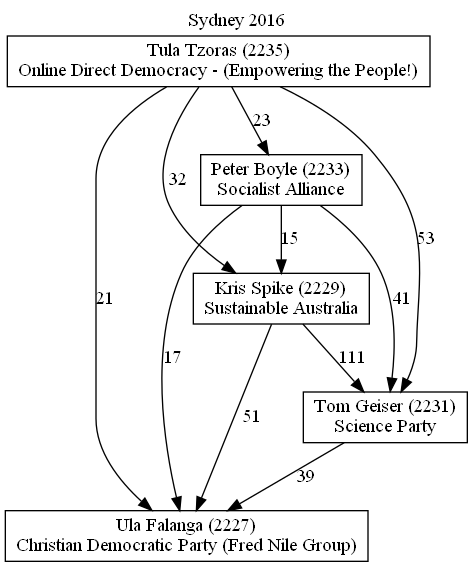 Sydney 2016
Tula Tzoras (2235)
Online Direct Democracy - (Empowering the People!)
23
Peter Boyle (2233)
Socialist Alliance
32
53
15
Kris Spike (2229)
Sustainable Australia
21
41
17
111
Tom Geiser (2231)
Science Party
51
39
Ula Falanga (2227)
Christian Democratic Party (Fred Nile Group)